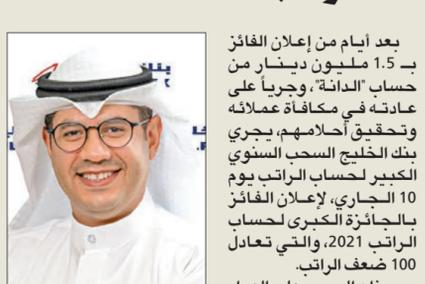 بعد أيام من إعلان الفائز
بـ 1.5 مليون دينار من
حساب "الدانة"، وجرياً على
عادته في مكافأة عملائه
وتحقيق أحلامهم، يجري
بنك الخليج السحب السنوي
الكبير لحساب الراتب يوم
10 الجاري، لإعلان الفائز
بالجائزة الكبرى لحساب
الراتب 2021، والتي تعادل
100 ضعف الراتب.